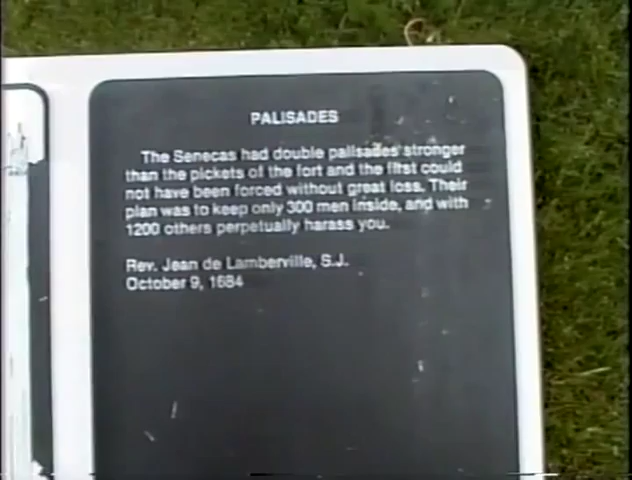 PALISADES
The Senecas had double palisades stronger
than the pickets of the fort and the first could
not have been forced without great loss. Their
plan was to keep only 300 men inside, and with
1200 others perpetually harass you.
Rev. Jean de Lamberville, S.J.
October 9, 1684